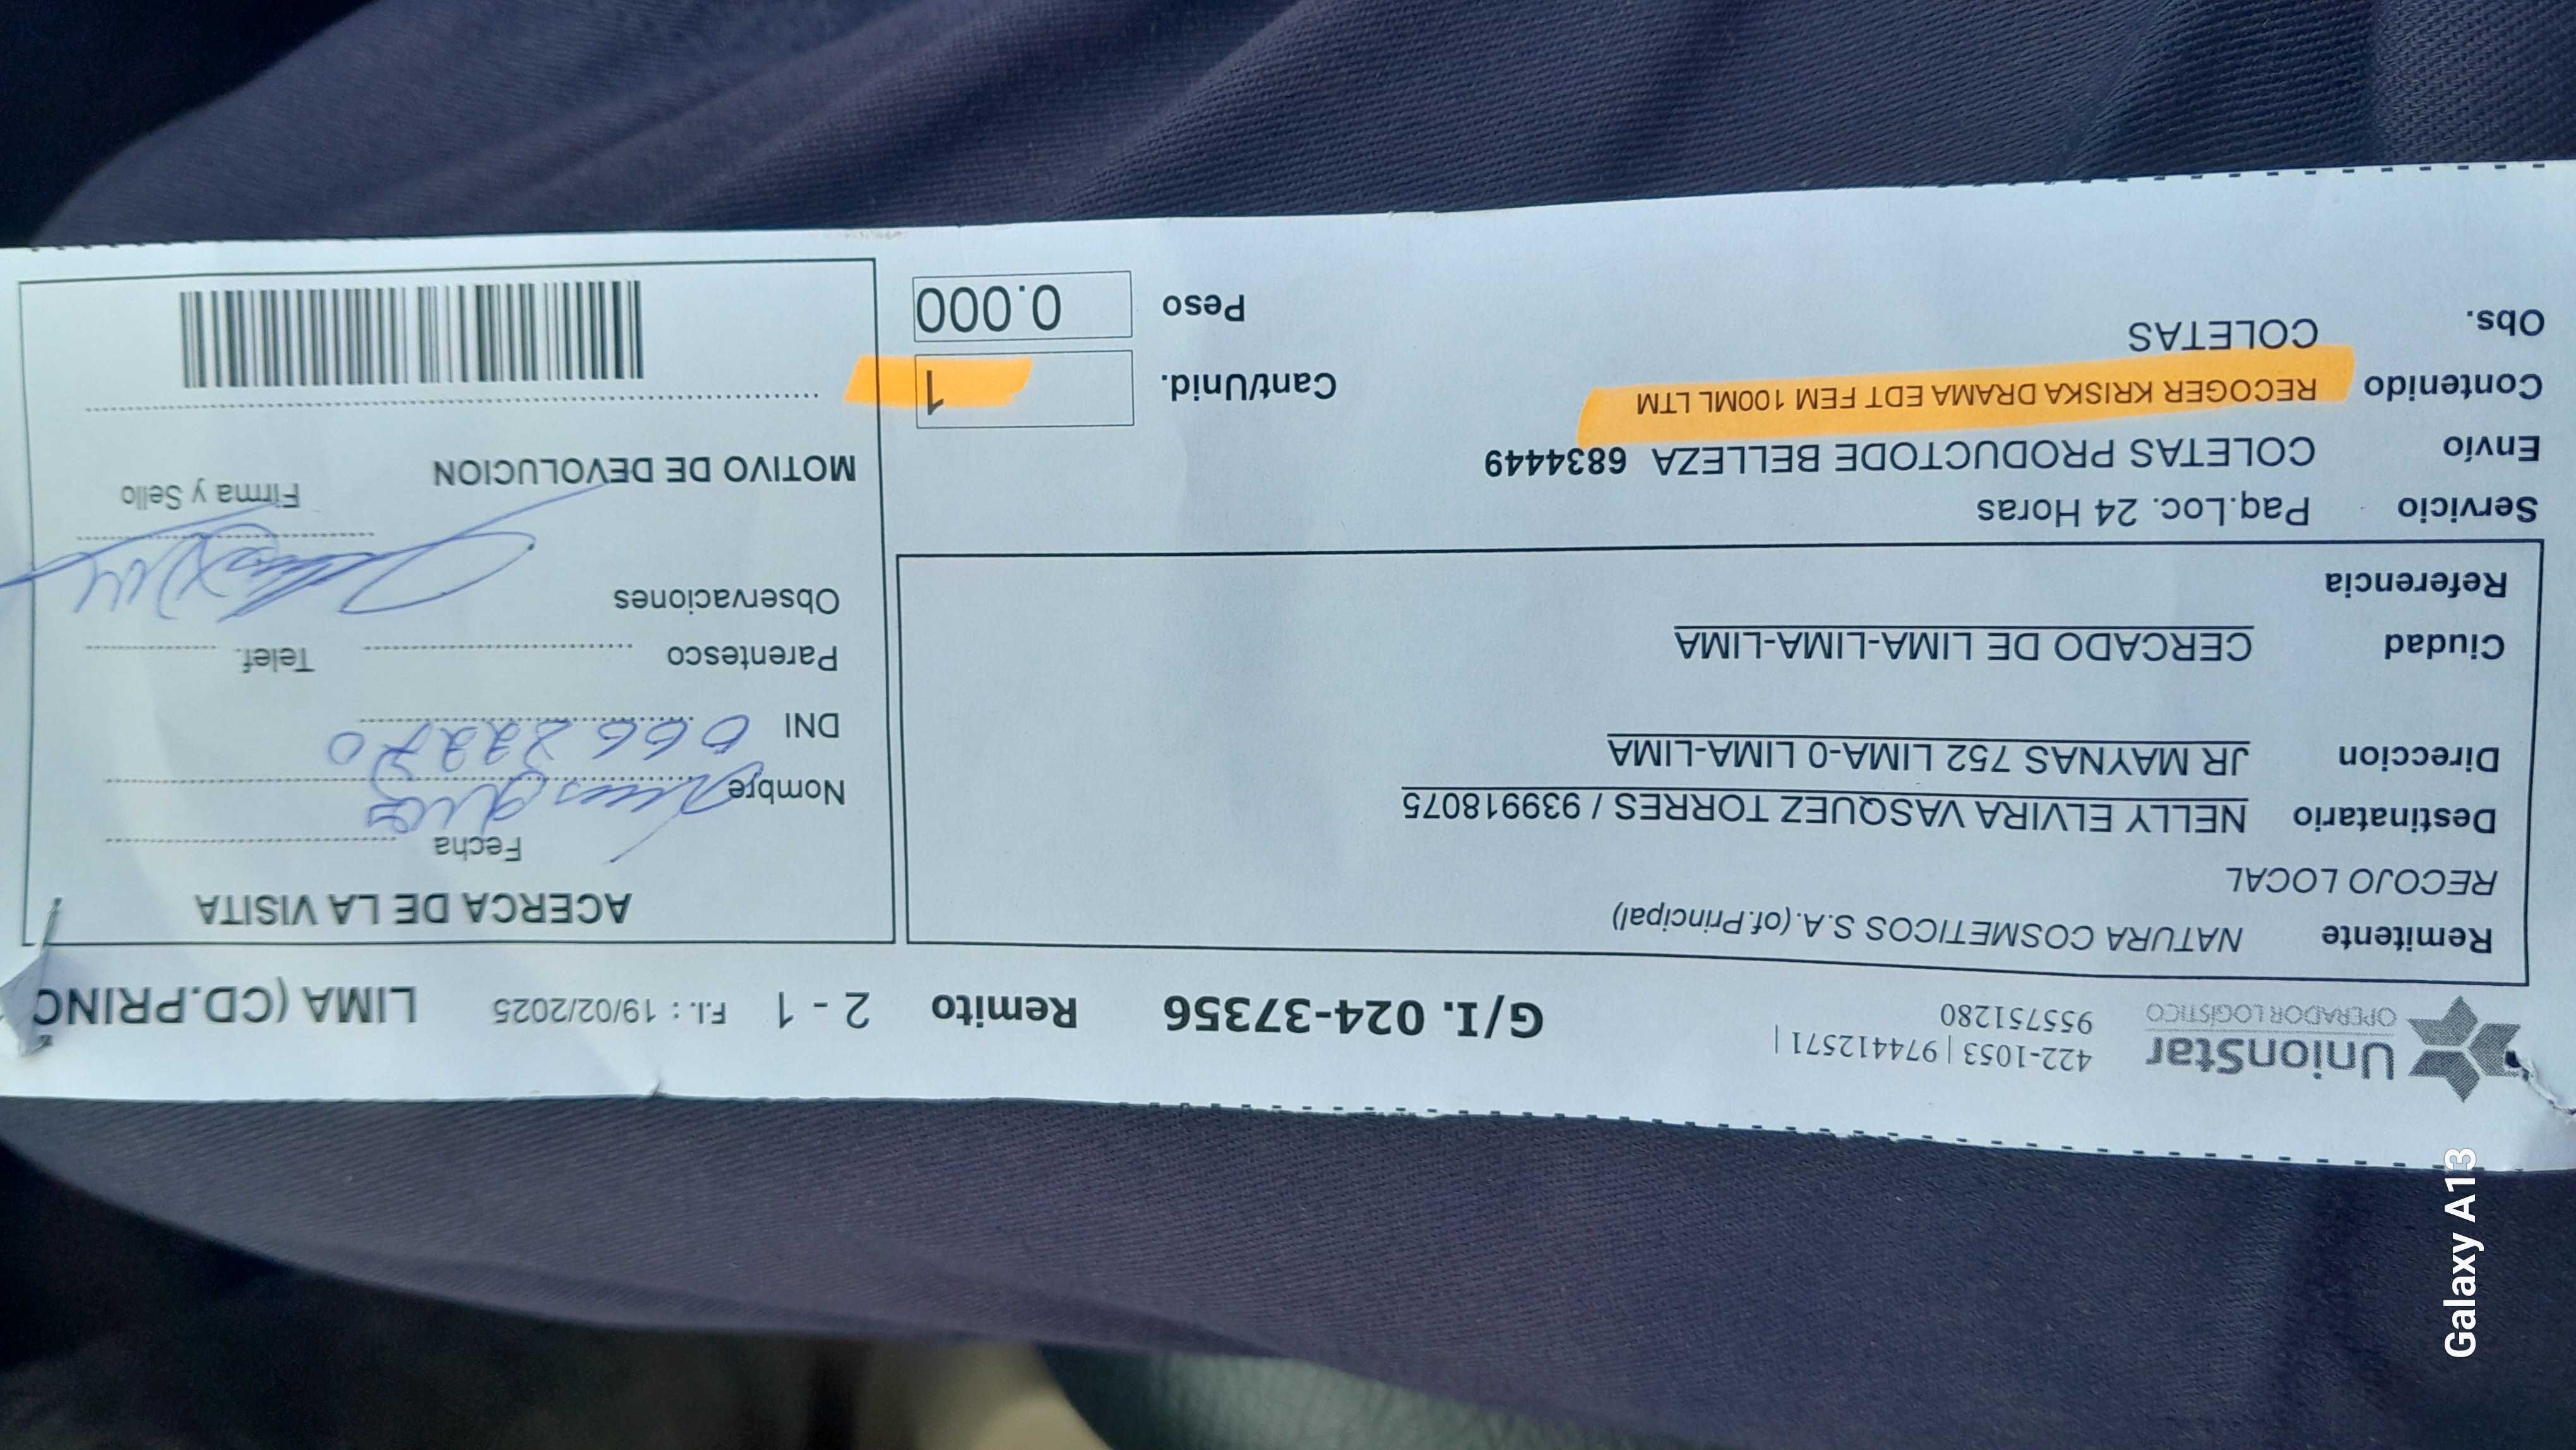 UnionStar
OPERADOR LOGÍSTICO
422-1053 | 974412571 |
955751280
G/I. 024-37356
Remito 2 - 1 F.I. : 19/02/2025 LIMA (CD.PRINC
Remitente NATURA COSMETICOS S.A.(of.Principal)
RECOJO LOCAL
Destinatario NELLY ELVIRA VASQUEZ TORRES / 939918075
Direccion JR MAYNAS 752 LIMA-0 LIMA-LIMA
Ciudad CERCADO DE LIMA-LIMA-LIMA
Referencia
Servicio Paq.Loc. 24 Horas
Envío COLETAS PRODUCTODE BELLEZA 6834449
Contenido RECOGER KRISKA DRAMA EDT FEM 100ML LTM
Obs. COLETAS
Cant/Unid. 1
Peso 0.000
ACERCA DE LA VISITA
Fecha
Nombre
DNI
Parentesco Telef.
Observaciones
Firma y Sello
MOTIVO DE DEVOLUCION
Galaxy A13